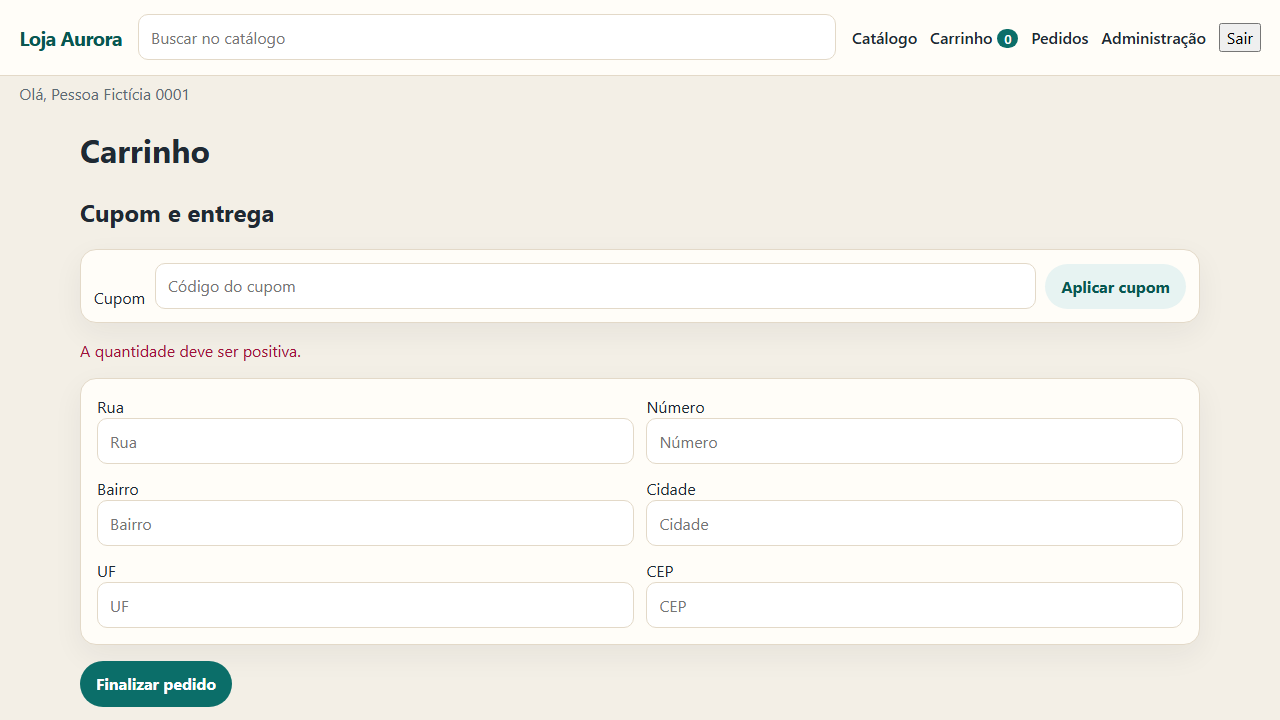 Loja Aurora
Buscar no catálogo
Catálogo Carrinho 0 Pedidos Administração Sair
Olá, Pessoa Fictícia 0001
Carrinho
Cupom e entrega
Cupom Código do cupom Aplicar cupom
A quantidade deve ser positiva.
Rua Número
Rua Número
Bairro Cidade
Bairro Cidade
UF CEP
UF CEP
Finalizar pedido